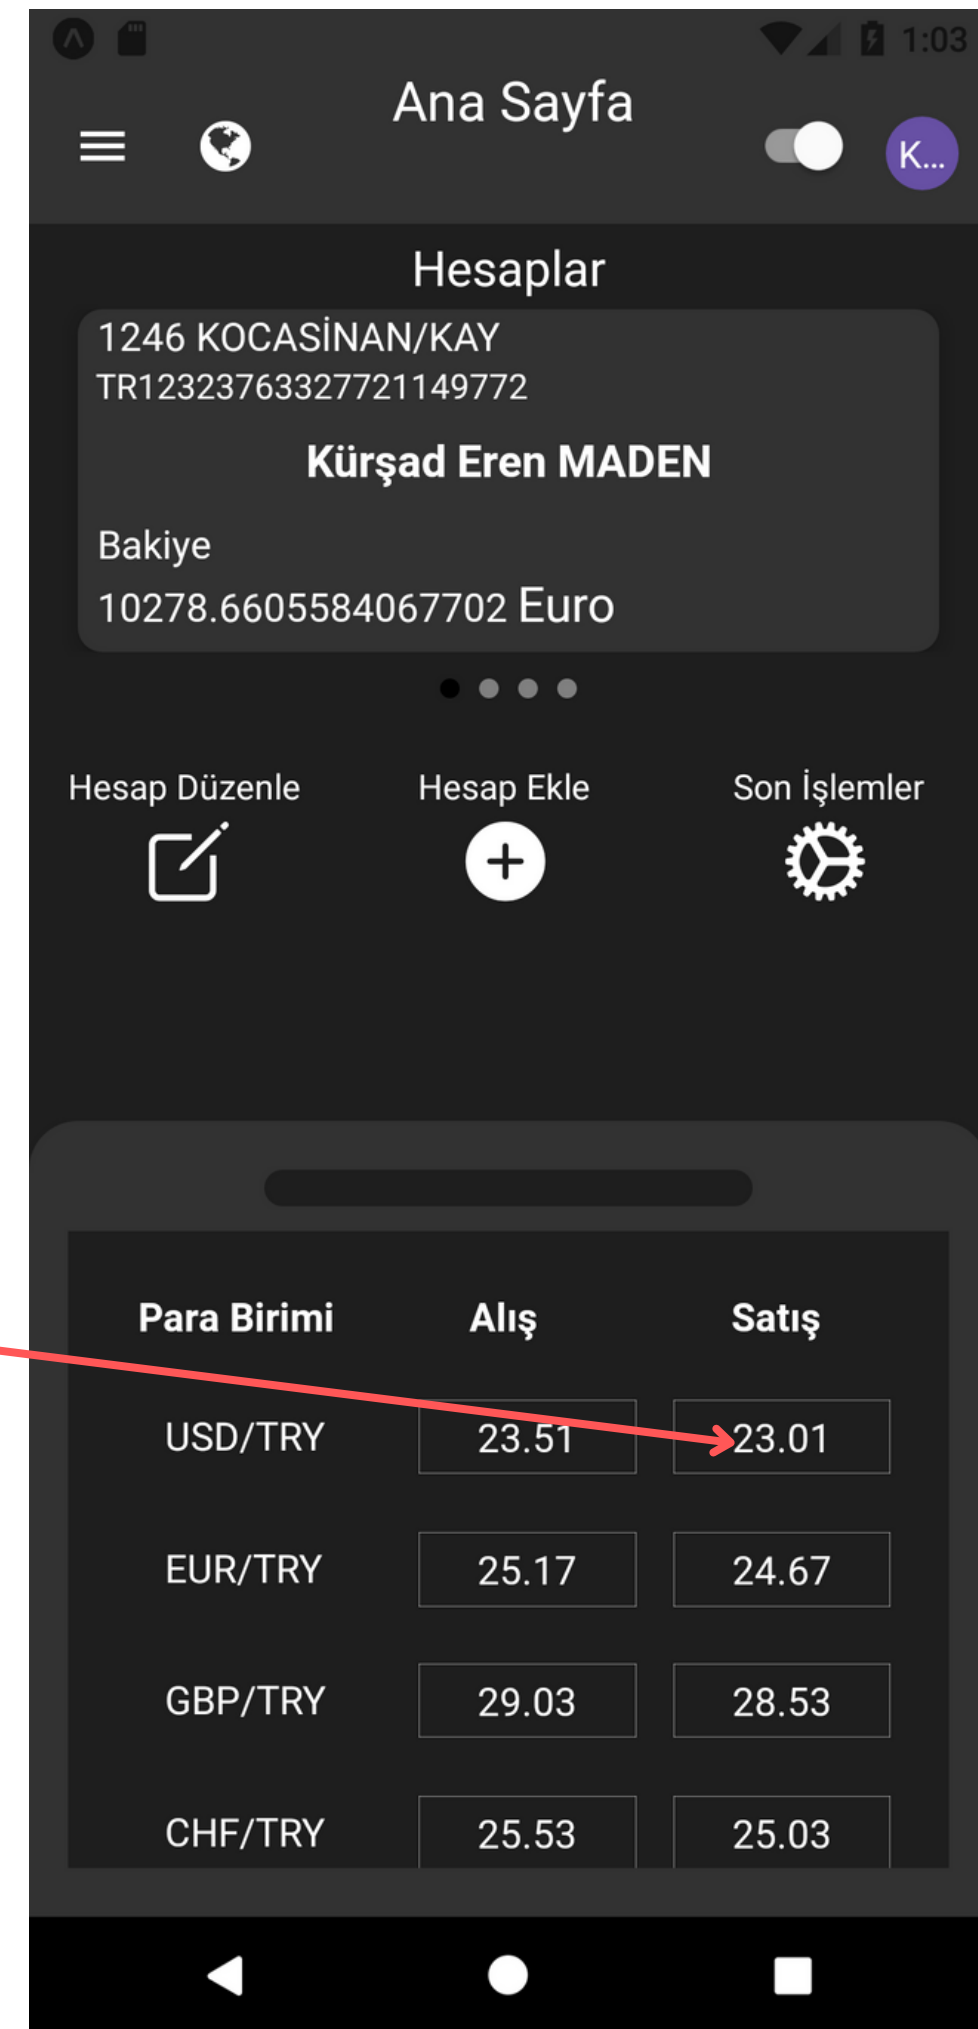 1:03
Ana Sayfa
K...
Hesaplar
1246 KOCASİNAN/KAY
TR12323763327721149772
Kürşad Eren MADEN
Bakiye
10278.6605584067702 Euro
Hesap Düzenle Hesap Ekle Son İşlemler
Para Birimi Alış Satış
USD/TRY 23.51 23.01
EUR/TRY 25.17 24.67
GBP/TRY 29.03 28.53
CHF/TRY 25.53 25.03